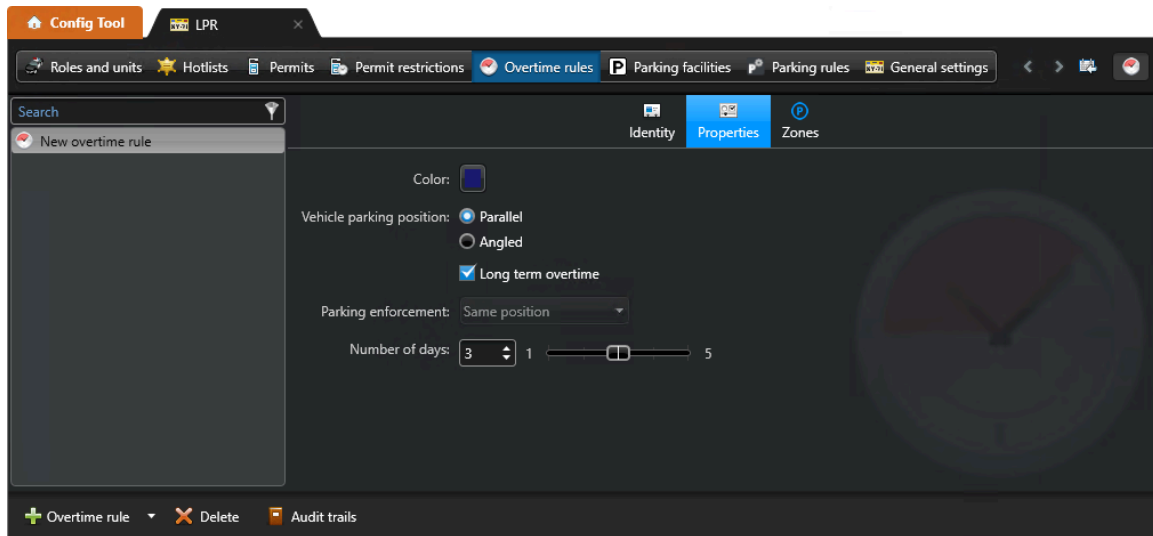 Config Tool LPR
Roles and units Hotlists Permits Permit restrictions Overtime rules P Parking facilities P Parking rules General settings
Search
New overtime rule
Identity Properties P Zones
Color:
Vehicle parking position: Parallel
Angled
Long term overtime
Parking enforcement: Same position
Number of days: 3 1 5
Overtime rule Delete Audit trails